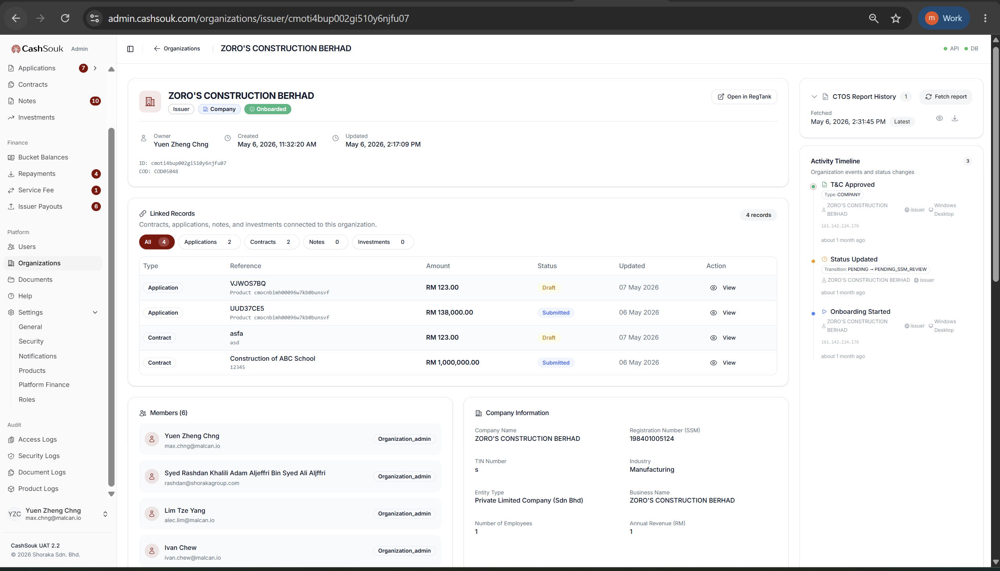 admin.cashsouk.com/organizations/issuer/cmoti4bup002gi510y6njfu07
m Work
CashSouk Admin
Applications 7
Contracts
Notes 10
Investments
Finance
Bucket Balances
Repayments 4
Service Fee 1
Issuer Payouts 6
Platform
Users
Organizations
Documents
Help
Settings
General
Security
Notifications
Products
Platform Finance
Roles
Audit
Access Logs
Security Logs
Document Logs
Product Logs
YZC
Yuen Zheng Chng
max.chng@malcan.io
CashSouk UAT 2.2
© 2026 Shoraka Sdn. Bhd.
Organizations ZORO'S CONSTRUCTION BERHAD
API DB
ZORO'S CONSTRUCTION BERHAD
Issuer Company Onboarded
Open in RegTank
Owner Created Updated
Yuen Zheng Chng May 6, 2026, 11:32:20 AM May 6, 2026, 2:17:09 PM
ID: cmoti4bup002gi510y6njfu07
COD: COD05048
Linked Records
4 records
Contracts, applications, notes, and investments connected to this organization.
All 4 Applications 2 Contracts 2 Notes 0 Investments 0
Type Reference Amount Status Updated Action
Application VJWOS7BQ RM 123.00 Draft 07 May 2026 View
Product cmocnbimh00096w7kb0bunsvf
Application UUD37CE5 RM 138,000.00 Submitted 06 May 2026 View
Product cmocnbimh00096w7kb0bunsvf
Contract asfa RM 123.00 Draft 07 May 2026 View
asd
Contract Construction of ABC School RM 1,000,000.00 Submitted 06 May 2026 View
12345
Members (6)
Yuen Zheng Chng
max.chng@malcan.io
Organization_admin
Syed Rashdan Khalili Adam Aljeffri Bin Syed Ali Aljffri
rashdan@shorakagroup.com
Organization_admin
Lim Tze Yang
alec.lim@malcan.io
Organization_admin
Ivan Chew
ivan.chew@malcan.io
Organization_admin
Company Information
Company Name Registration Number (SSM)
ZORO'S CONSTRUCTION BERHAD 198401005124
TIN Number Industry
s Manufacturing
Entity Type Business Name
Private Limited Company (Sdn Bhd) ZORO'S CONSTRUCTION BERHAD
Number of Employees Annual Revenue (RM)
1 1
CTOS Report History 1 Fetch report
Fetched
May 6, 2026, 2:31:45 PM Latest
Activity Timeline 3
Organization events and status changes
T&C Approved
Type: COMPANY
ZORO'S CONSTRUCTION BERHAD issuer Windows Desktop
161.142.124.176
about 1 month ago
Status Updated
Transition: PENDING → PENDING_SSM_REVIEW
ZORO'S CONSTRUCTION BERHAD issuer
about 1 month ago
Onboarding Started
ZORO'S CONSTRUCTION BERHAD issuer Windows Desktop
161.142.124.176
about 1 month ago